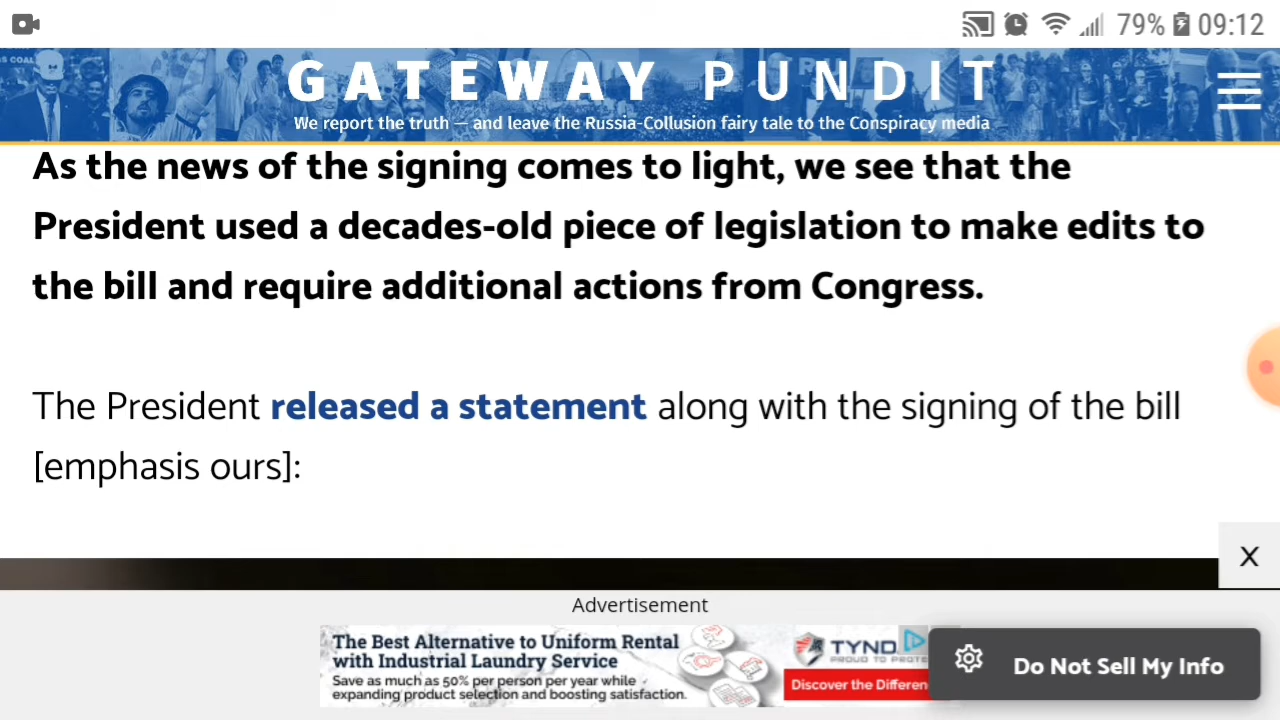 79% 09:12
GATEWAY PUNDIT
We report the truth — and leave the Russia-Collusion fairy tale to the Conspiracy media
As the news of the signing comes to light, we see that the
President used a decades-old piece of legislation to make edits to
the bill and require additional actions from Congress.
The President released a statement along with the signing of the bill
[emphasis ours]:
X
Advertisement
The Best Alternative to Uniform Rental
with Industrial Laundry Service
Save as much as 50% per person per year while
expanding product selection and boosting satisfaction.
PROUD TO
Discover the
Do Not Sell My Info